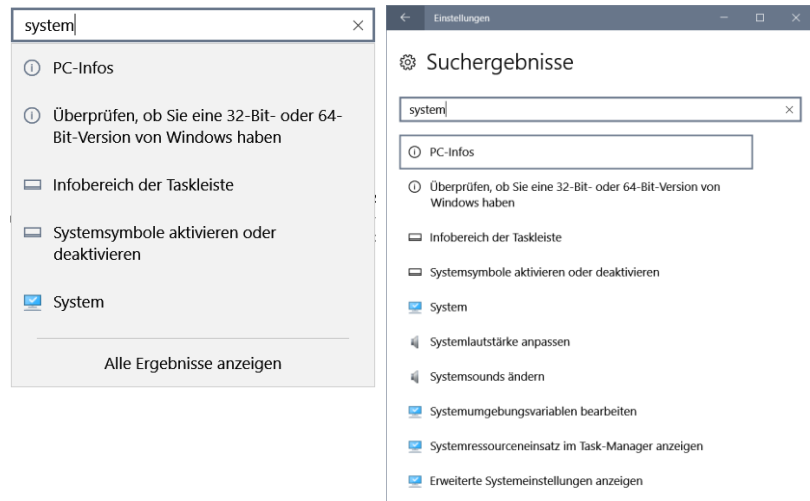 system
PC-Infos
Überprüfen, ob Sie eine 32-Bit- oder 64-
Bit-Version von Windows haben
Infobereich der Taskleiste
Systemsymbole aktivieren oder
deaktivieren
System
Alle Ergebnisse anzeigen
Einstellungen
Suchergebnisse
system
PC-Infos
Überprüfen, ob Sie eine 32-Bit- oder 64-Bit-Version von
Windows haben
Infobereich der Taskleiste
Systemsymbole aktivieren oder deaktivieren
System
Systemlautstärke anpassen
Systemsounds ändern
Systemumgebungsvariablen bearbeiten
Systemressourceneinsatz im Task-Manager anzeigen
Erweiterte Systemeinstellungen anzeigen